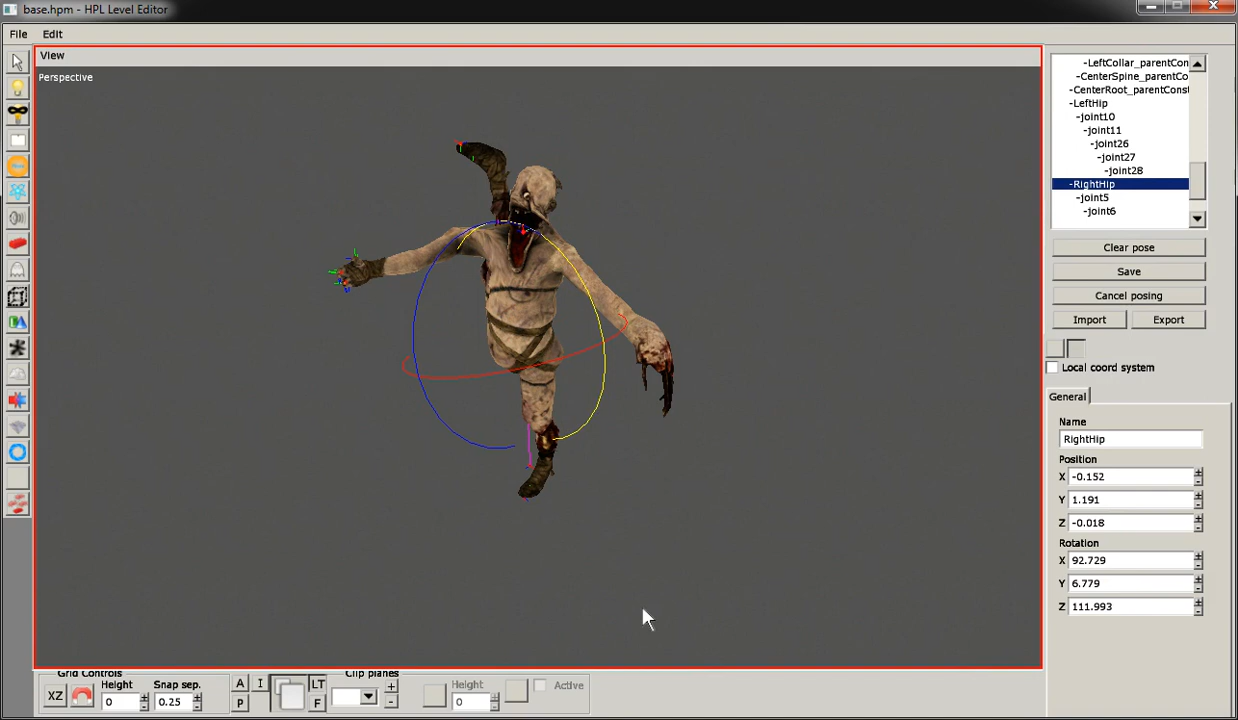 base.hpm - HPL Level Editor
File Edit
View
Perspective
-LeftCollar_parentCon
-CenterSpine_parentCo
-CenterRoot_parentConst
-LeftHip
-joint10
-joint11
-joint26
-joint27
-joint28
-RightHip
-joint5
-joint6
Clear pose
Save
Cancel posing
Import Export
Local coord system
General
Name
RightHip
Position
X -0.152
Y 1.191
Z -0.018
Rotation
X 92.729
Y 6.779
Z 111.993
Grid Controls Clip planes
XZ Height Snap sep. A I LT + Height Active
0 0.25 P F - 0